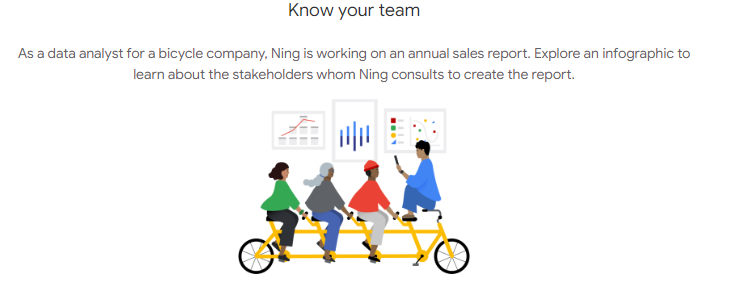 Know your team
As a data analyst for a bicycle company, Ning is working on an annual sales report. Explore an infographic to
learn about the stakeholders whom Ning consults to create the report.